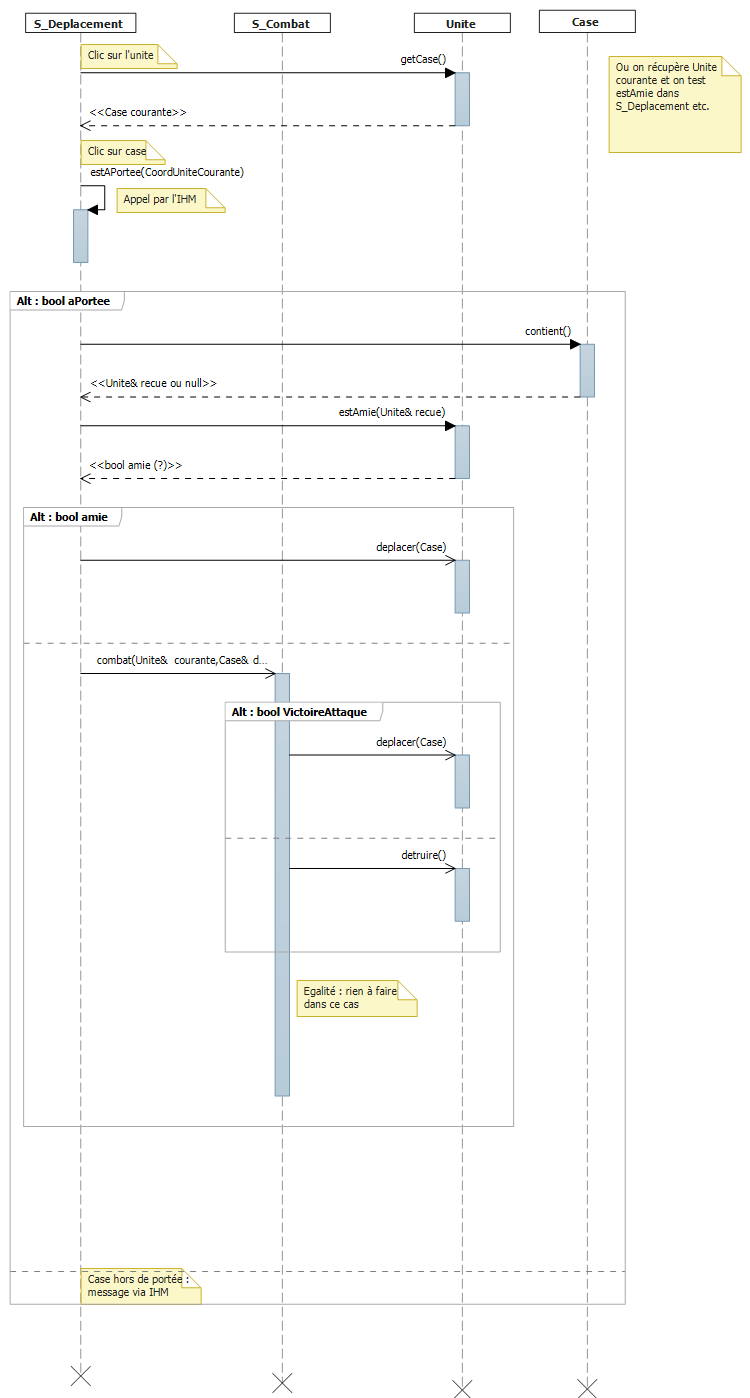 S_Deplacement
S_Combat
Unite
Case
Clic sur l'unite
getCase()
Ou on récupère Unite
courante et on test
estAmie dans
S_Deplacement etc.
<<Case courante>>
Clic sur case
estAPortee(CoordUniteCourante)
Appel par l'IHM
Alt : bool aPortee
contient()
<<Unite& recue ou null>>
estAmie(Unite& recue)
<<bool amie (?)>>
Alt : bool amie
deplacer(Case)
combat(Unite& courante,Case& d...
Alt : bool VictoireAttaque
deplacer(Case)
detruire()
Egalité : rien à faire
dans ce cas
Case hors de portée :
message via IHM